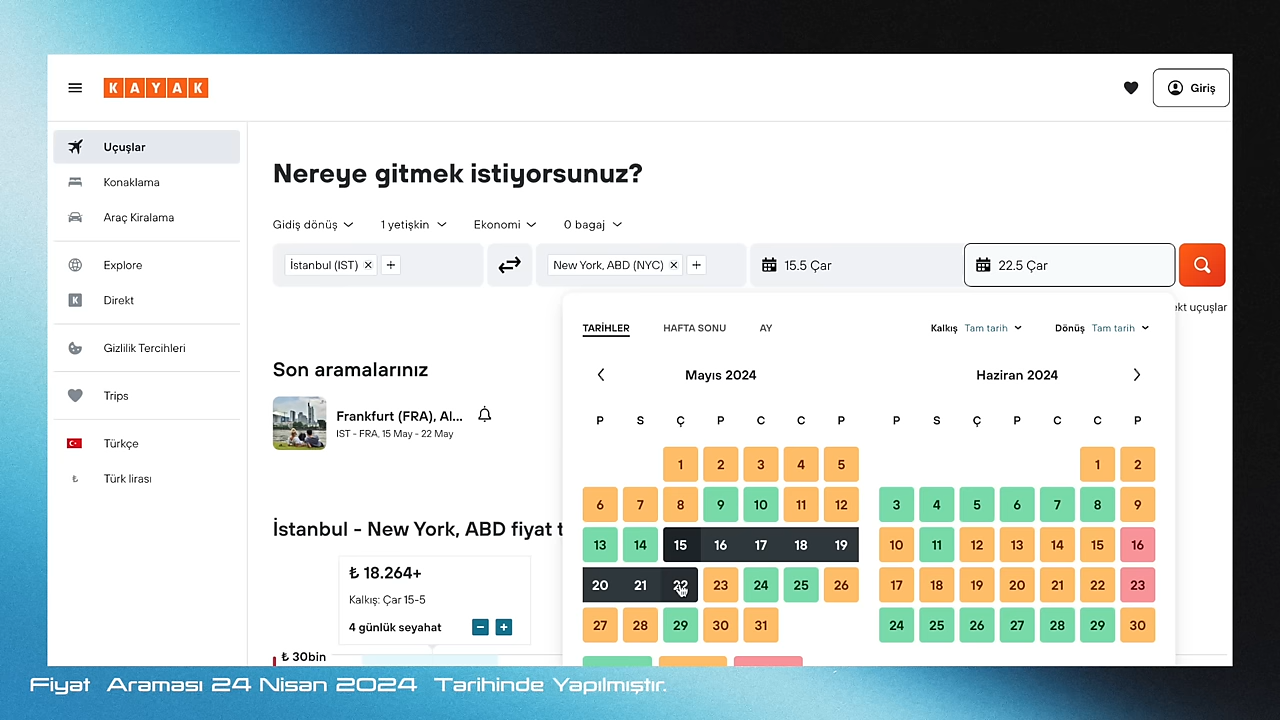 KAYAK
Giriş
Uçuşlar
Konaklama
Araç Kiralama
Explore
K Direkt
Gizlilik Tercihleri
Trips
Türkçe
₺ Türk lirası
Nereye gitmek istiyorsunuz?
Gidiş dönüş 1 yetişkin Ekonomi 0 bagaj
İstanbul (IST) × + New York, ABD (NYC) × + 15.5 Çar 22.5 Çar
ekt uçuşlar
TARİHLER HAFTA SONU AY Kalkış Tam tarih Dönüş Tam tarih
Mayıs 2024
P S Ç P C C P
1 2 3 4 5
6 7 8 9 10 11 12
13 14 15 16 17 18 19
20 21 22 23 24 25 26
27 28 29 30 31
Haziran 2024
P S Ç P C C P
1 2
3 4 5 6 7 8 9
10 11 12 13 14 15 16
17 18 19 20 21 22 23
24 25 26 27 28 29 30
Son aramalarınız
Frankfurt (FRA), Al...
IST - FRA, 15 May - 22 May
İstanbul - New York, ABD fiyat t
₺ 18.264+
Kalkış: Çar 15-5
4 günlük seyahat − +
₺ 30bin
Fiyat Araması 24 Nisan 2024 Tarihinde Yapılmıştır.